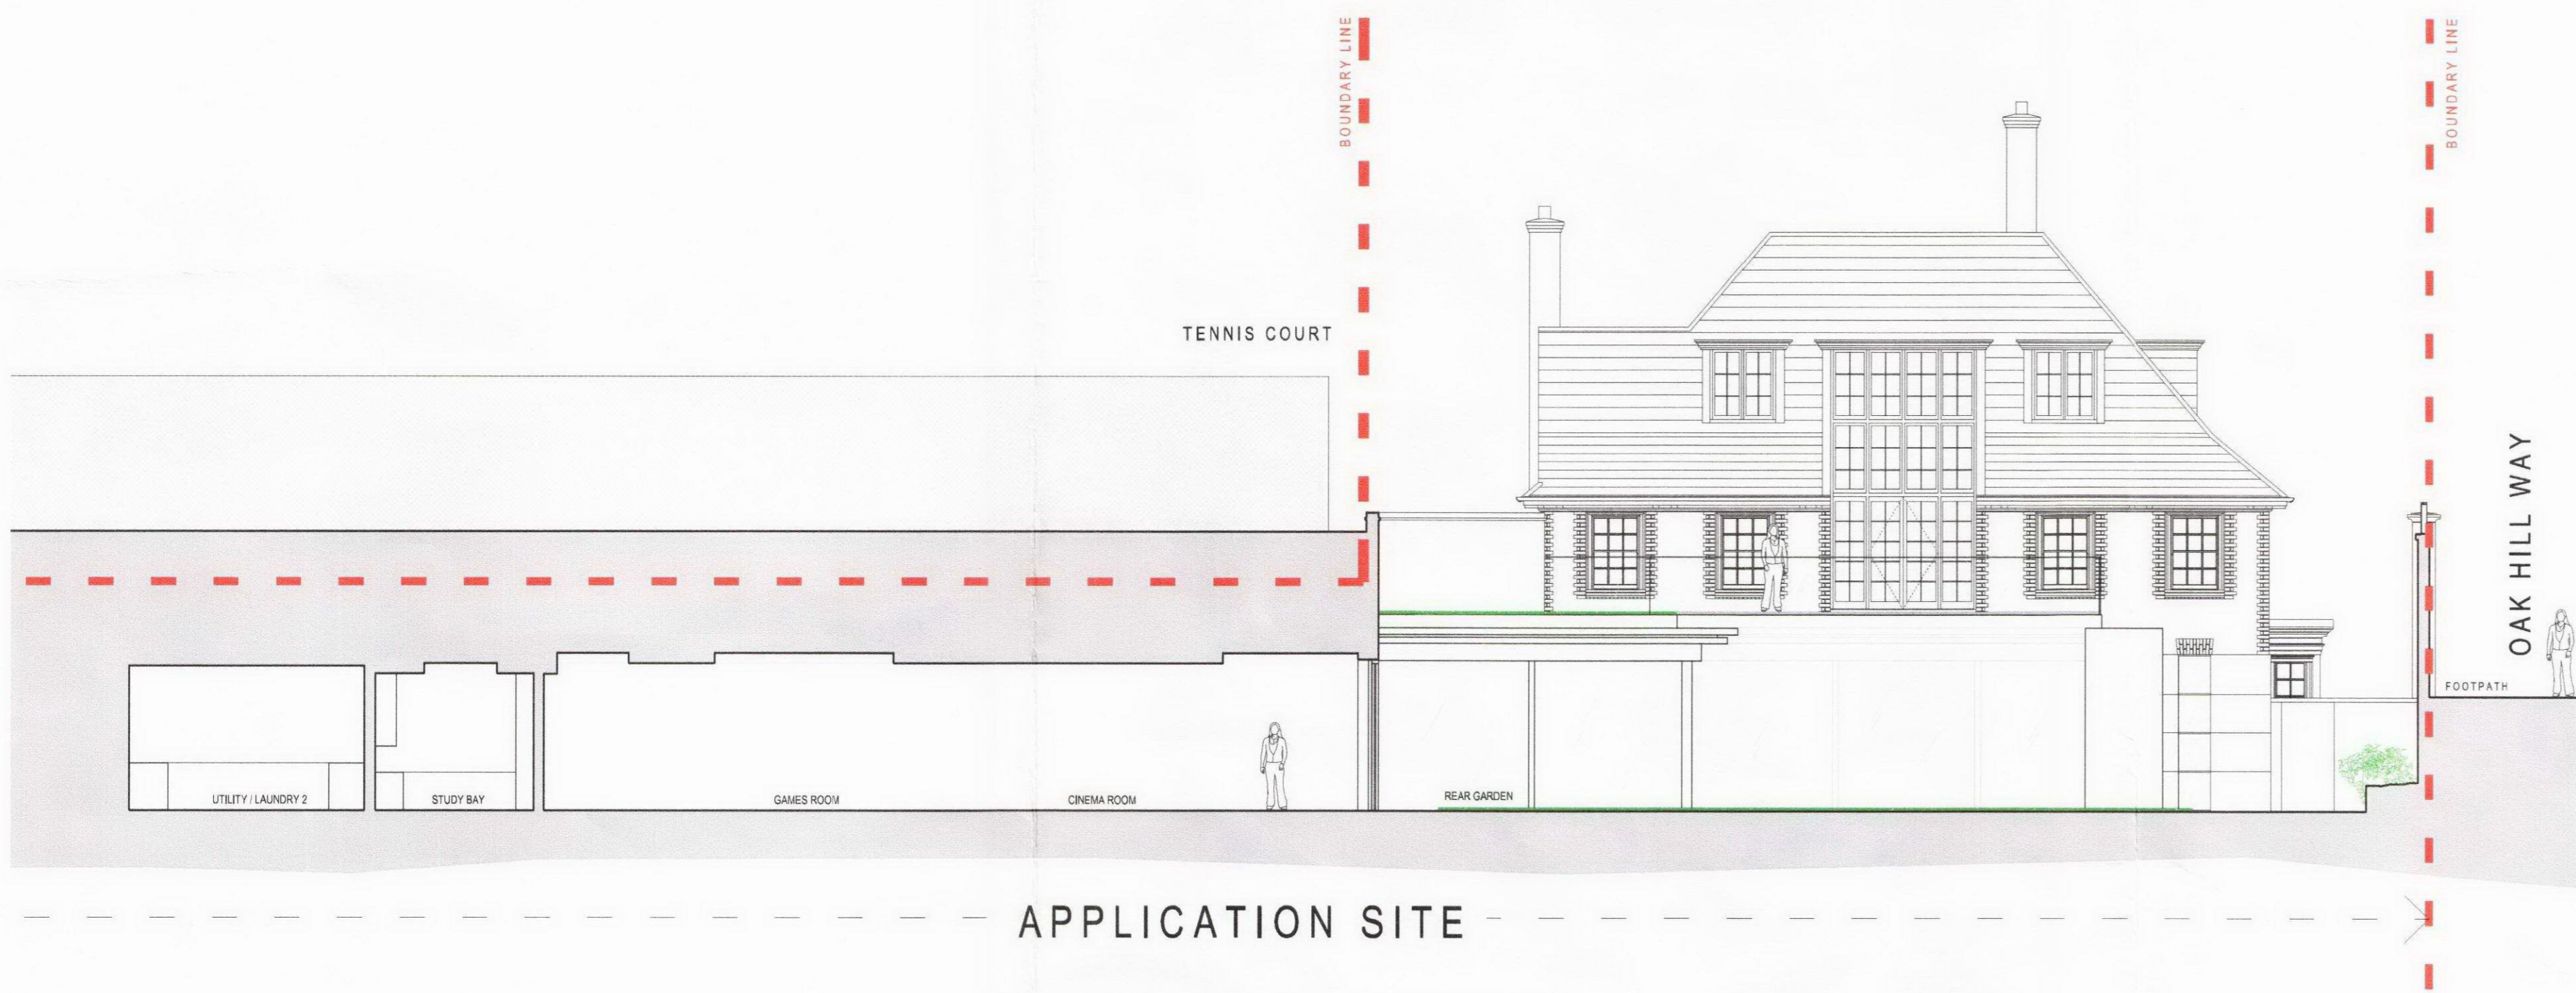 BOUNDARY LINE
BOUNDARY LINE
TENNIS COURT
OAK HILL WAY
FOOTPATH
UTILITY / LAUNDRY 2
STUDY BAY
GAMES ROOM
CINEMA ROOM
REAR GARDEN
APPLICATION SITE